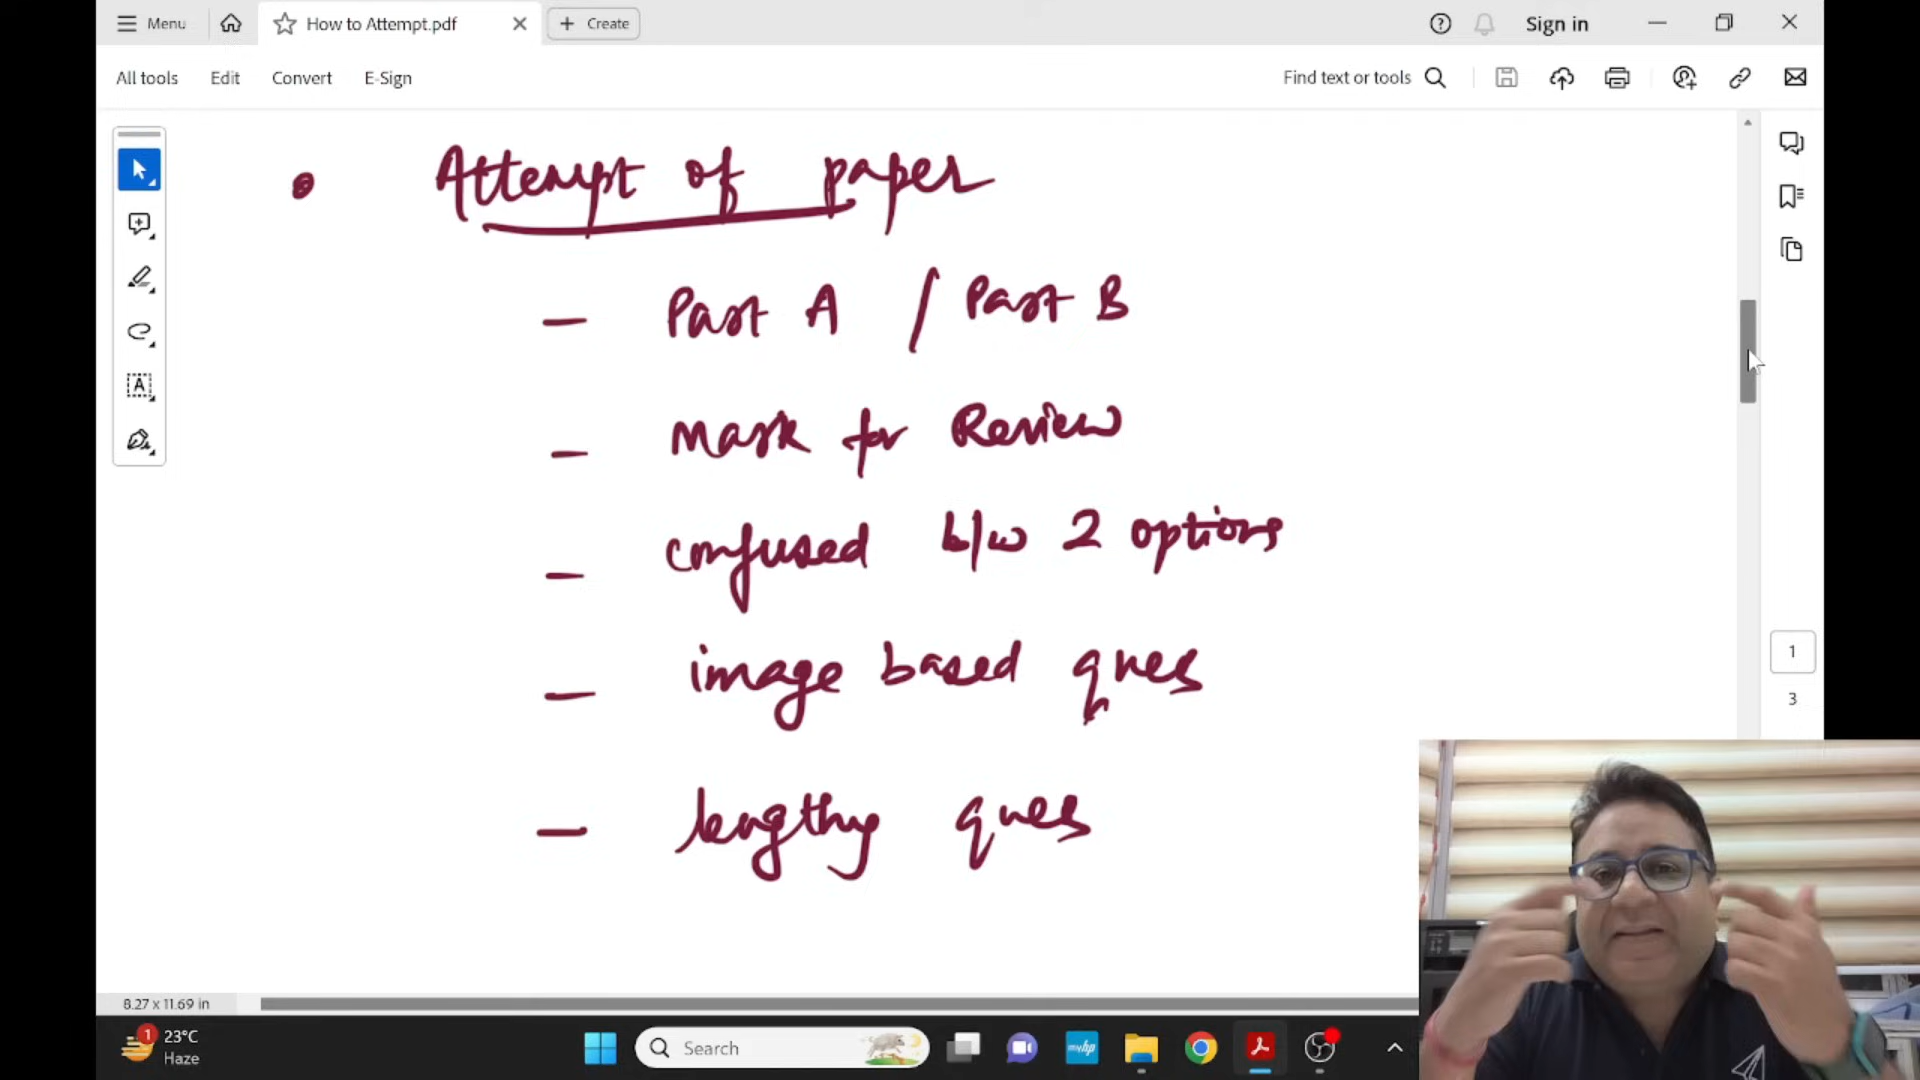 Menu
How to Attempt.pdf
Create
Sign in
All tools Edit Convert E-Sign
Find text or tools
Attempt of paper
- Part A / Part B
- Mark for Review
- confused b/w 2 options
- image based ques
- lengthy ques
1
3
8.27 x 11.69 in
1
23°C
Haze
Search
myhp